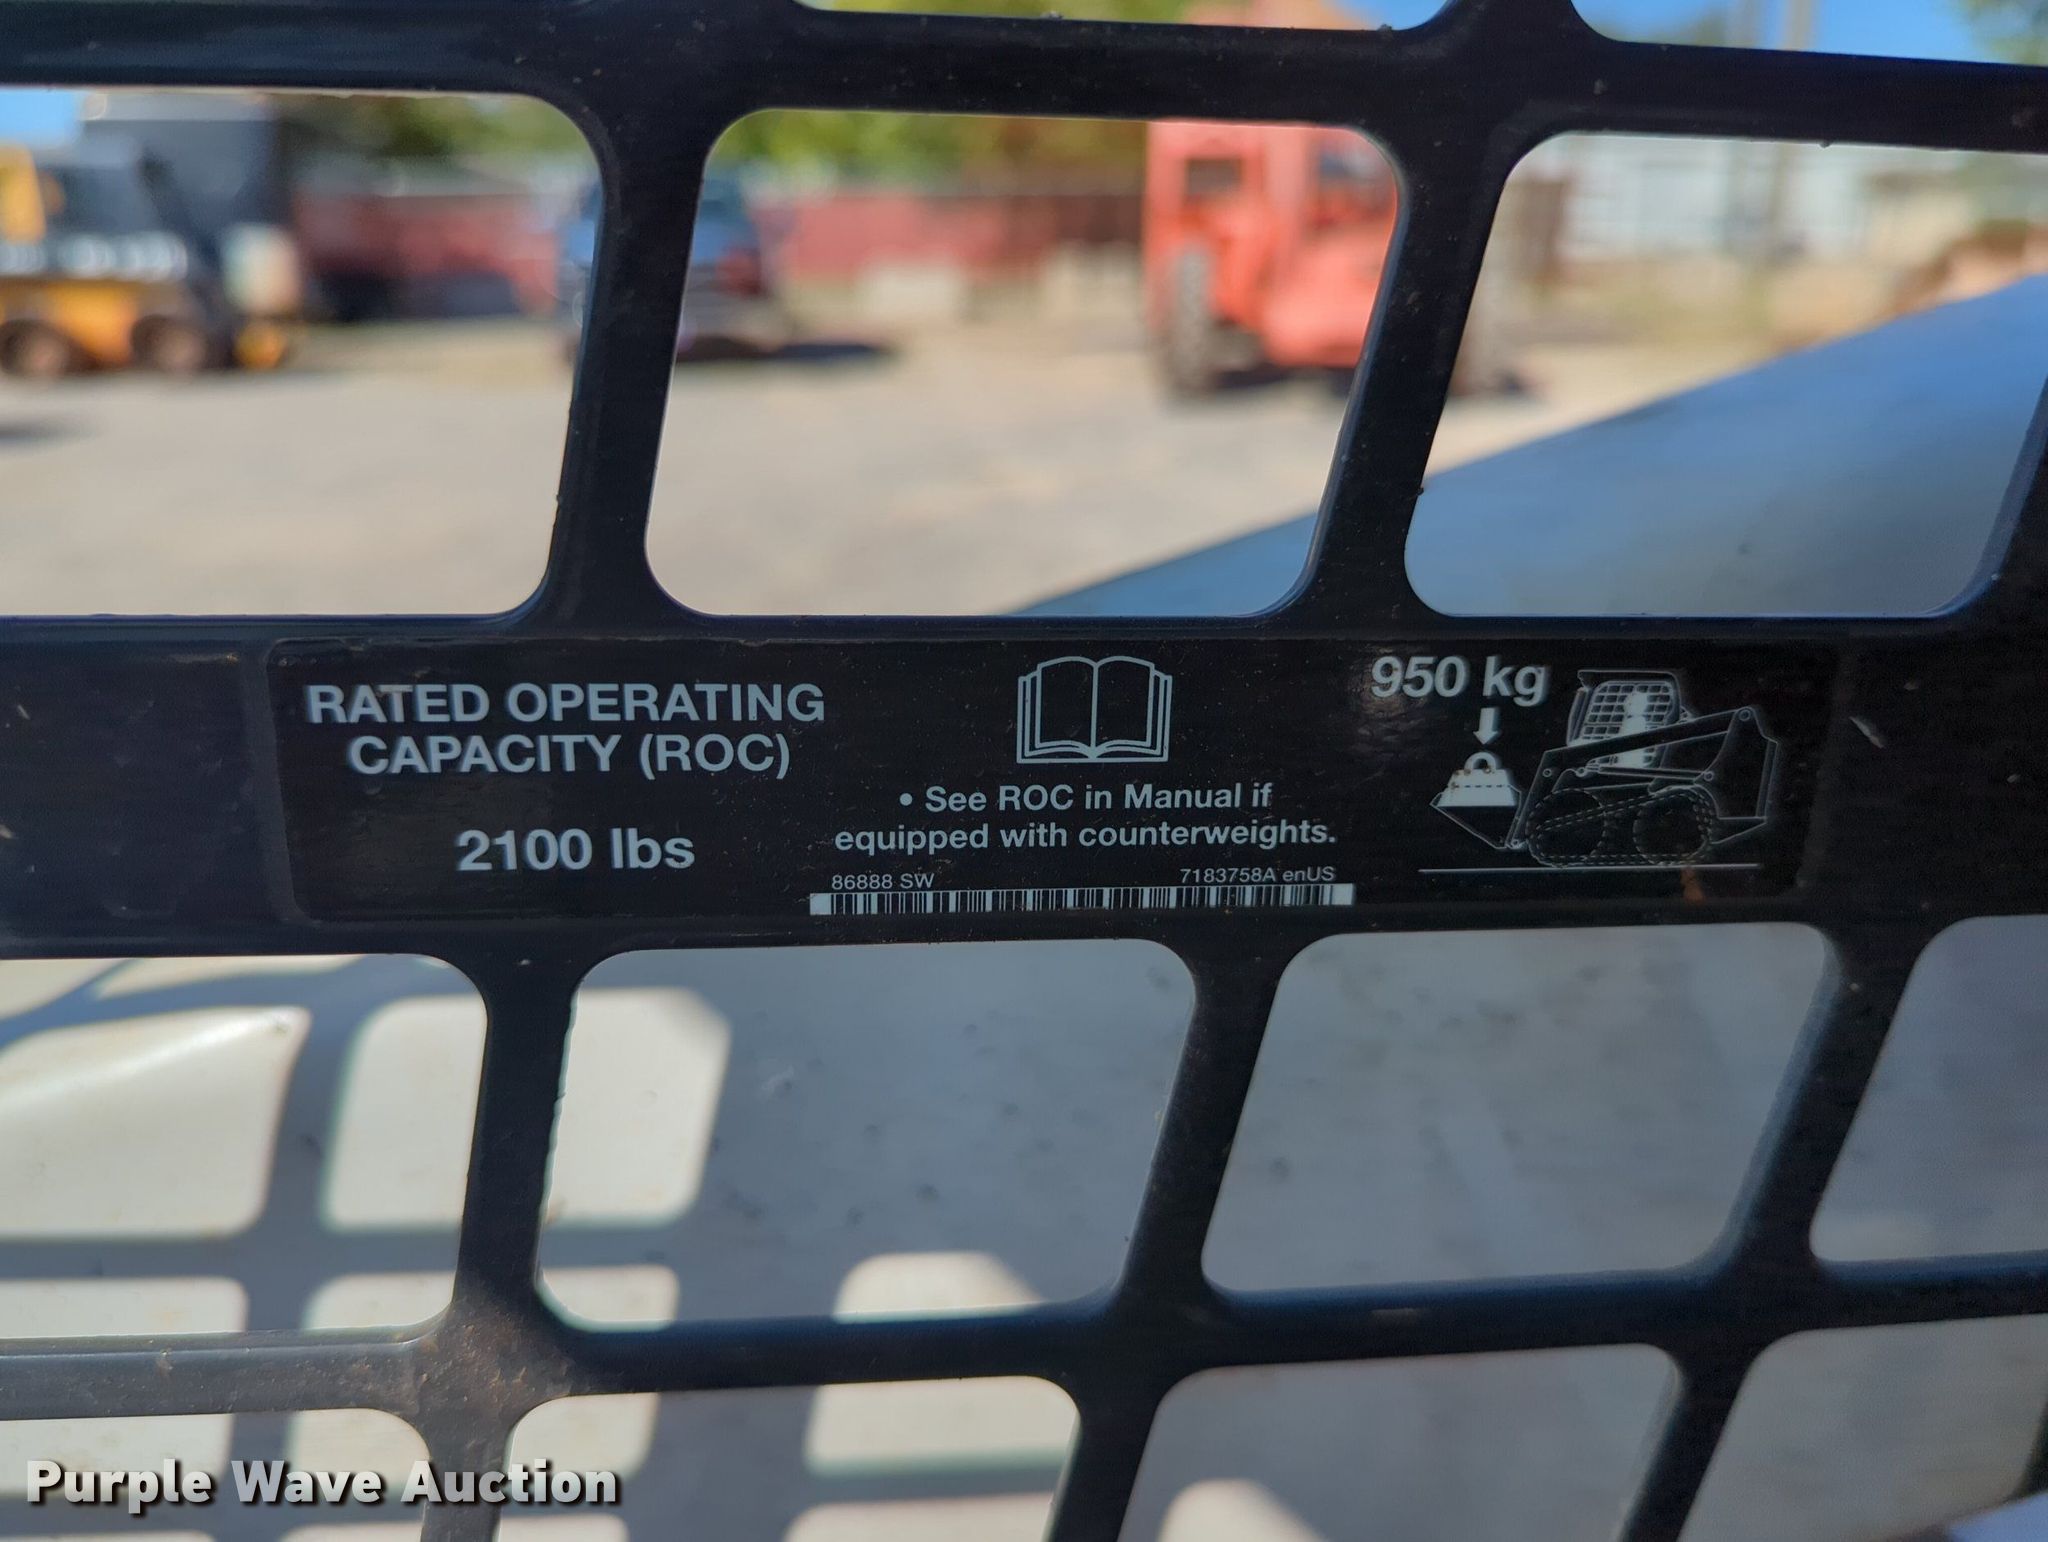 RATED OPERATING
CAPACITY (ROC)
2100 lbs
• See ROC in Manual if
equipped with counterweights.
86888 SW
7183758A enUS
950 kg
Purple Wave Auction